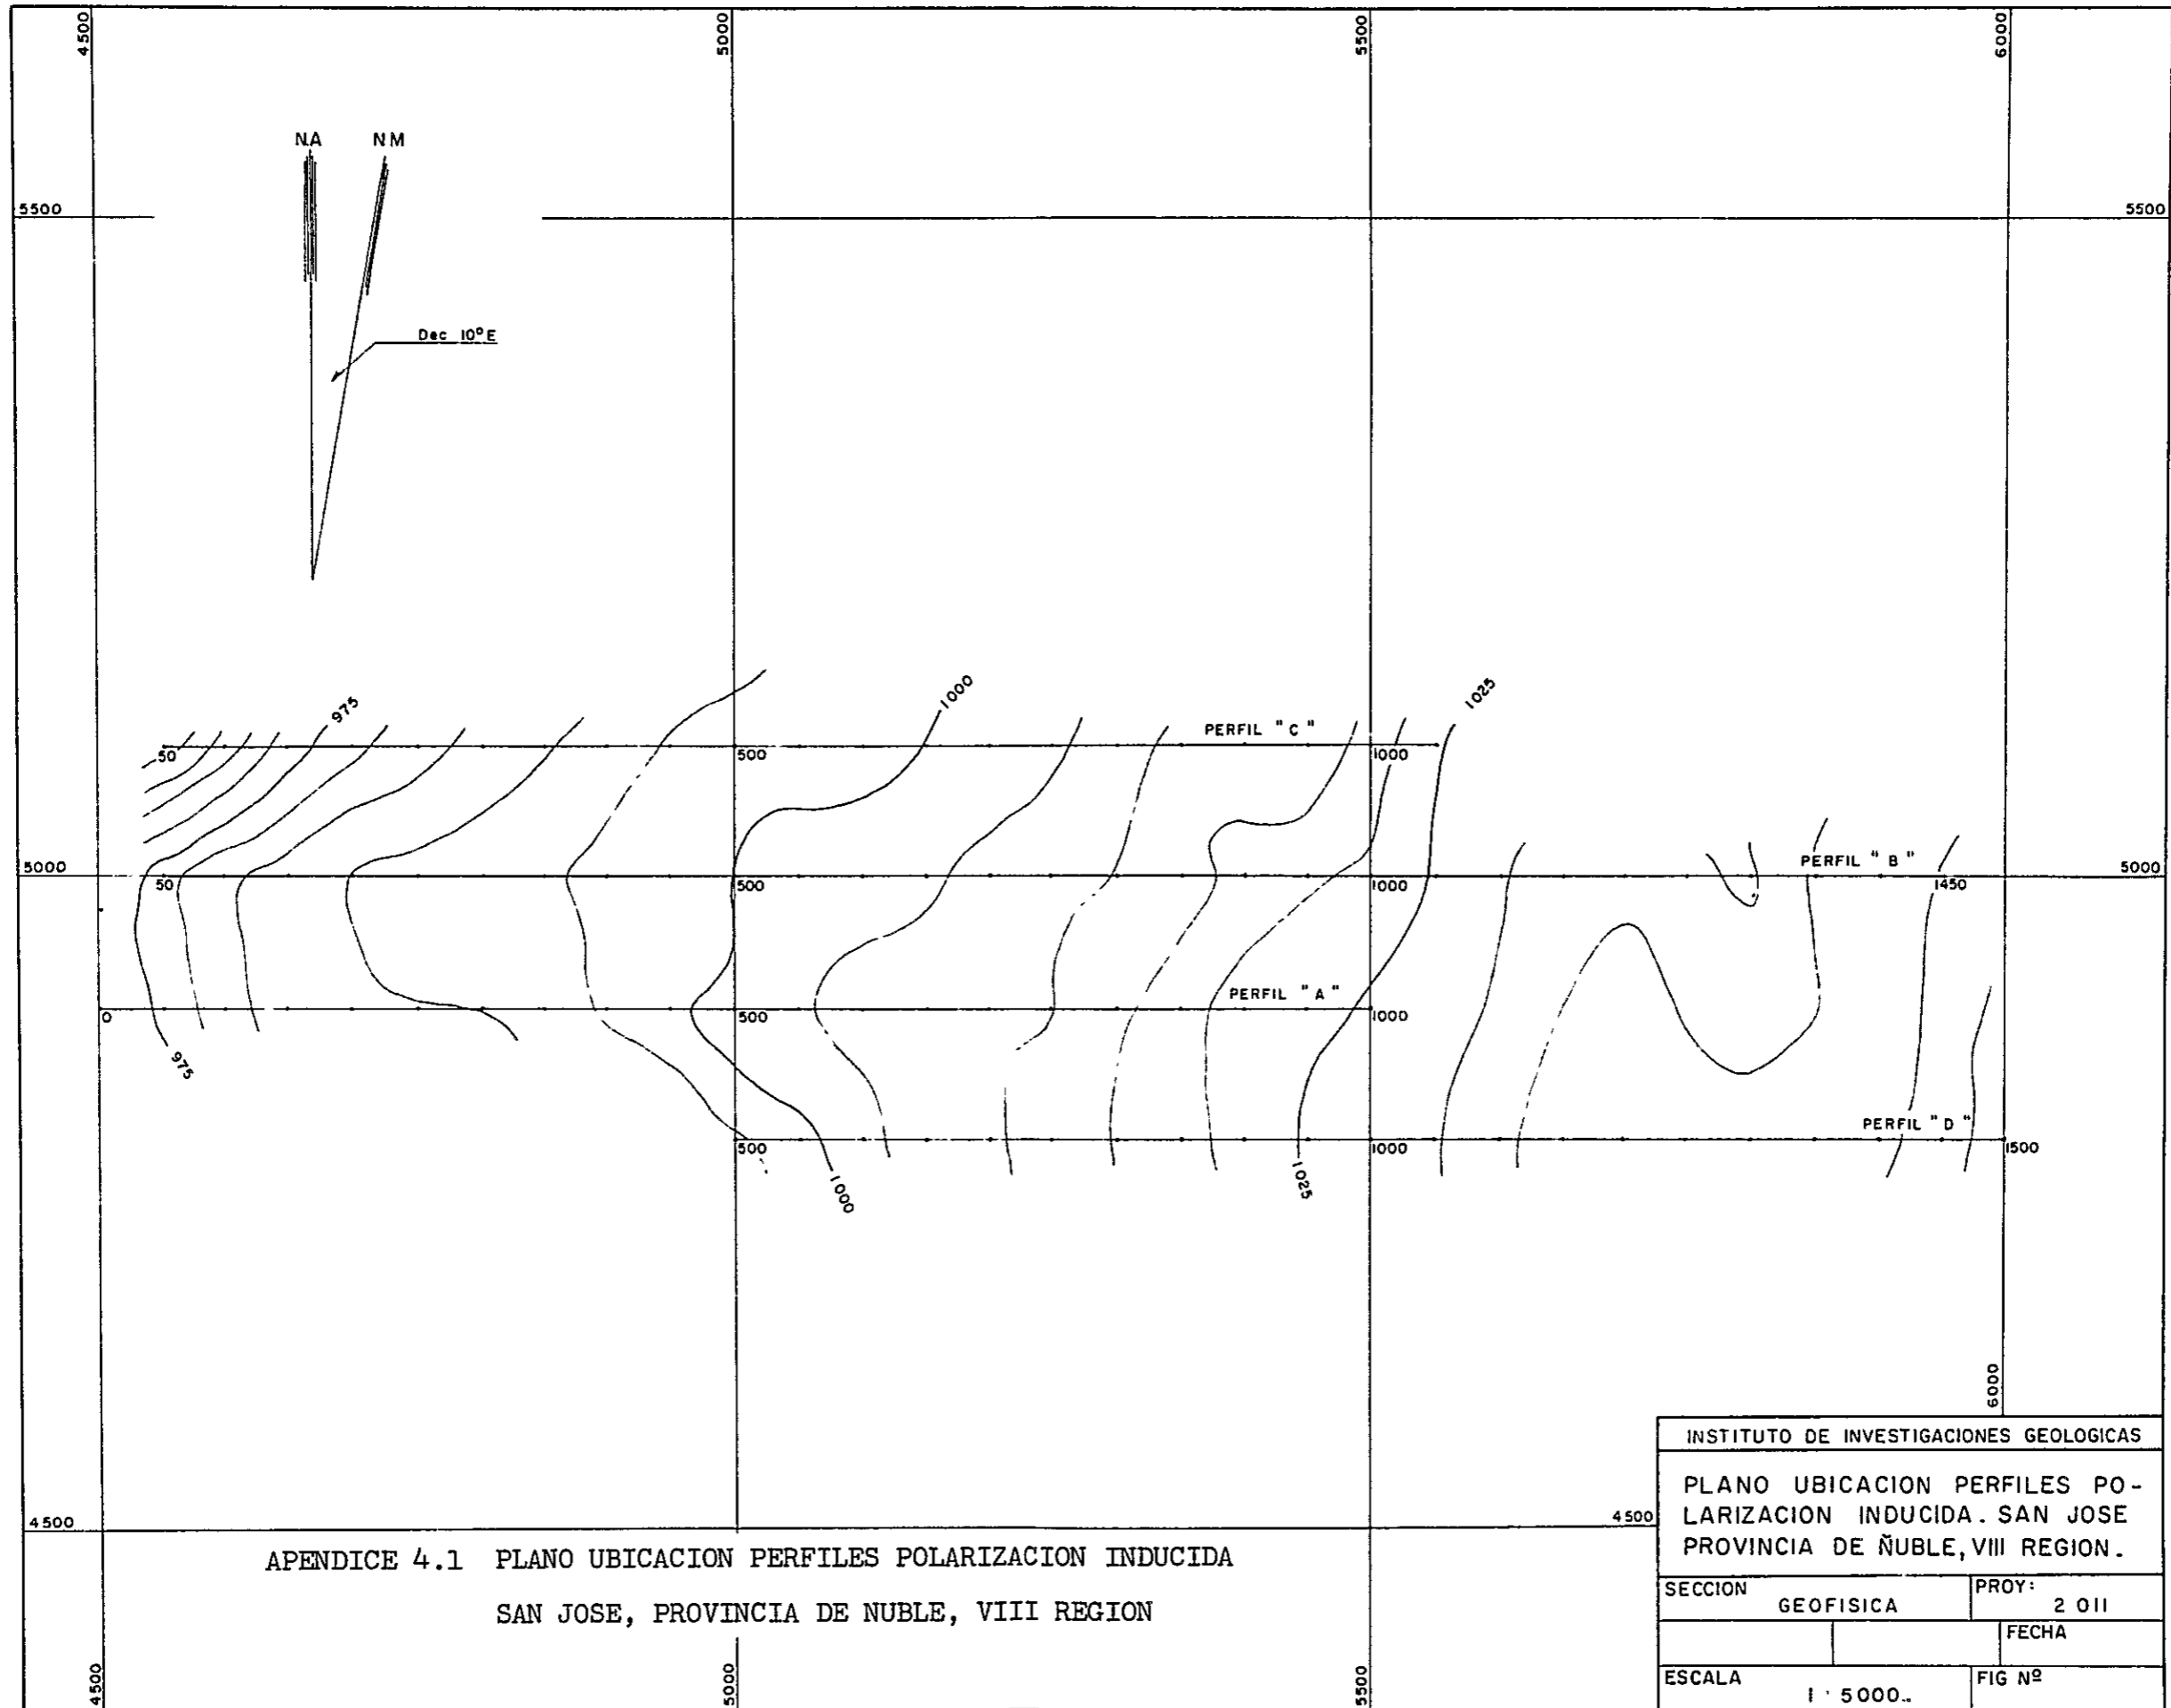 4500
5000
5500
6000
NA NM
5500
5500
Dec 10°E
975
1000
1025
PERFIL "C"
50
500
1000
5000
PERFIL "B"
50
500
1000
1450
5000
PERFIL "A"
0
500
1000
975
PERFIL "D"
500
1000
1500
1000
1025
6000
4500
4500
INSTITUTO DE INVESTIGACIONES GEOLOGICAS
PLANO UBICACION PERFILES PO-
LARIZACION INDUCIDA. SAN JOSE
PROVINCIA DE ÑUBLE, VIII REGION.
SECCION
GEOFISICA
PROY:
2 011
FECHA
ESCALA
1:5000.
FIG Nº
APENDICE 4.1 PLANO UBICACION PERFILES POLARIZACION INDUCIDA
SAN JOSE, PROVINCIA DE NUBLE, VIII REGION
4500
5000
5500